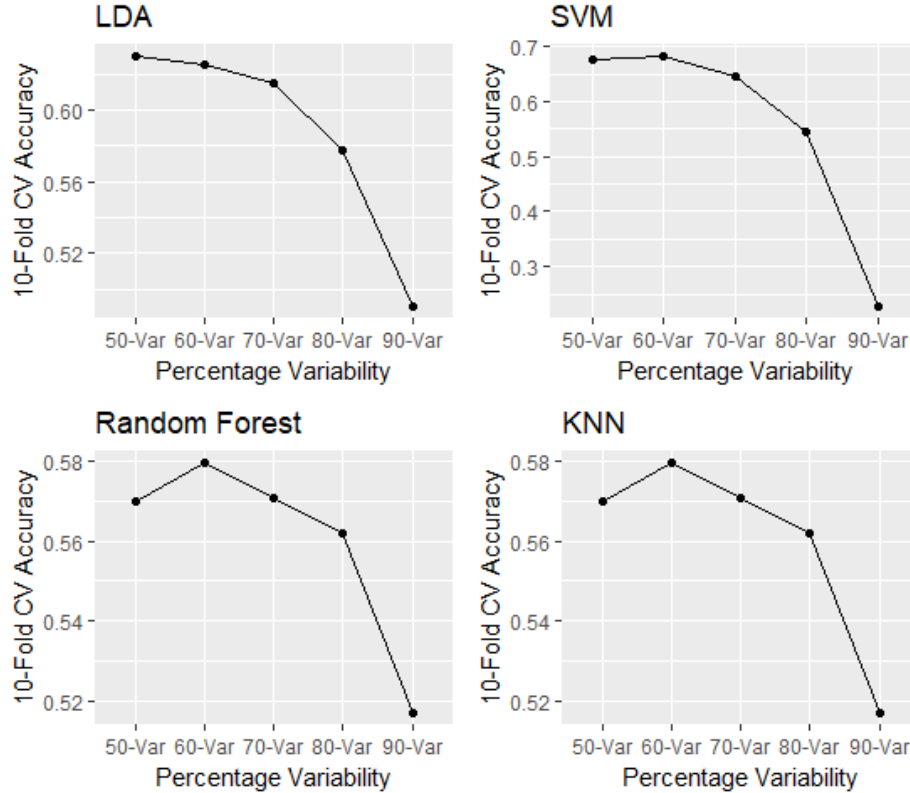 LDA
10-Fold CV Accuracy
0.60
0.56
0.52
50-Var 60-Var 70-Var 80-Var 90-Var
Percentage Variability
SVM
10-Fold CV Accuracy
0.7
0.6
0.5
0.4
0.3
50-Var 60-Var 70-Var 80-Var 90-Var
Percentage Variability
Random Forest
10-Fold CV Accuracy
0.58
0.56
0.54
0.52
50-Var 60-Var 70-Var 80-Var 90-Var
Percentage Variability
KNN
10-Fold CV Accuracy
0.58
0.56
0.54
0.52
50-Var 60-Var 70-Var 80-Var 90-Var
Percentage Variability